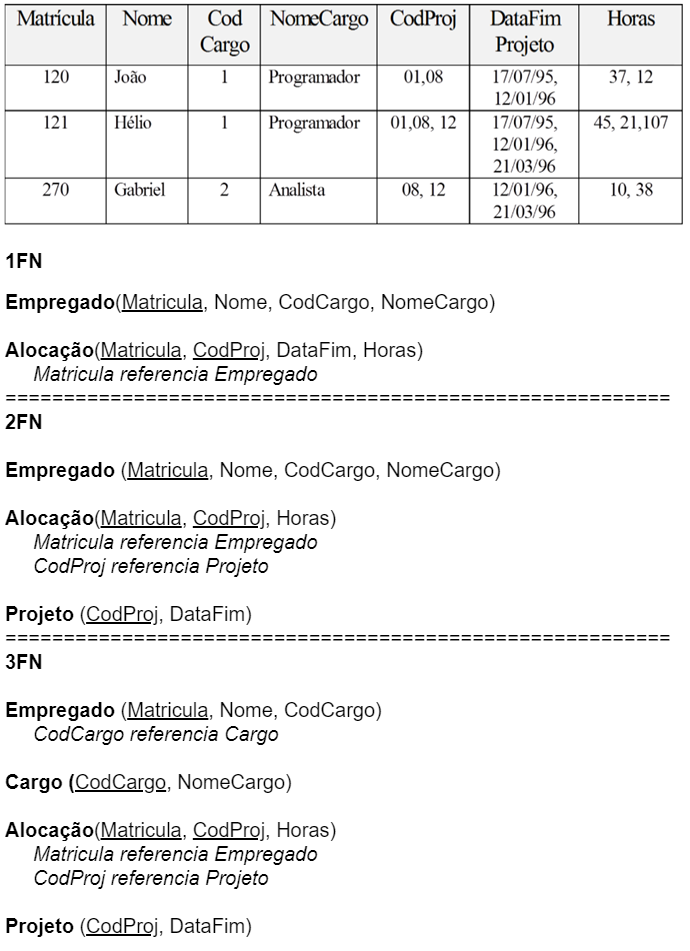 Matrícula Nome Cod Cargo NomeCargo CodProj DataFim Projeto Horas
120 João 1 Programador 01,08 17/07/95, 12/01/96 37, 12
121 Hélio 1 Programador 01,08, 12 17/07/95, 12/01/96, 21/03/96 45, 21,107
270 Gabriel 2 Analista 08, 12 12/01/96, 21/03/96 10, 38
1FN
Empregado(Matricula, Nome, CodCargo, NomeCargo)
Alocação(Matricula, CodProj, DataFim, Horas)
Matricula referencia Empregado
=========================================================
2FN
Empregado (Matricula, Nome, CodCargo, NomeCargo)
Alocação(Matricula, CodProj, Horas)
Matricula referencia Empregado
CodProj referencia Projeto
Projeto (CodProj, DataFim)
=========================================================
3FN
Empregado (Matricula, Nome, CodCargo)
CodCargo referencia Cargo
Cargo (CodCargo, NomeCargo)
Alocação(Matricula, CodProj, Horas)
Matricula referencia Empregado
CodProj referencia Projeto
Projeto (CodProj, DataFim)